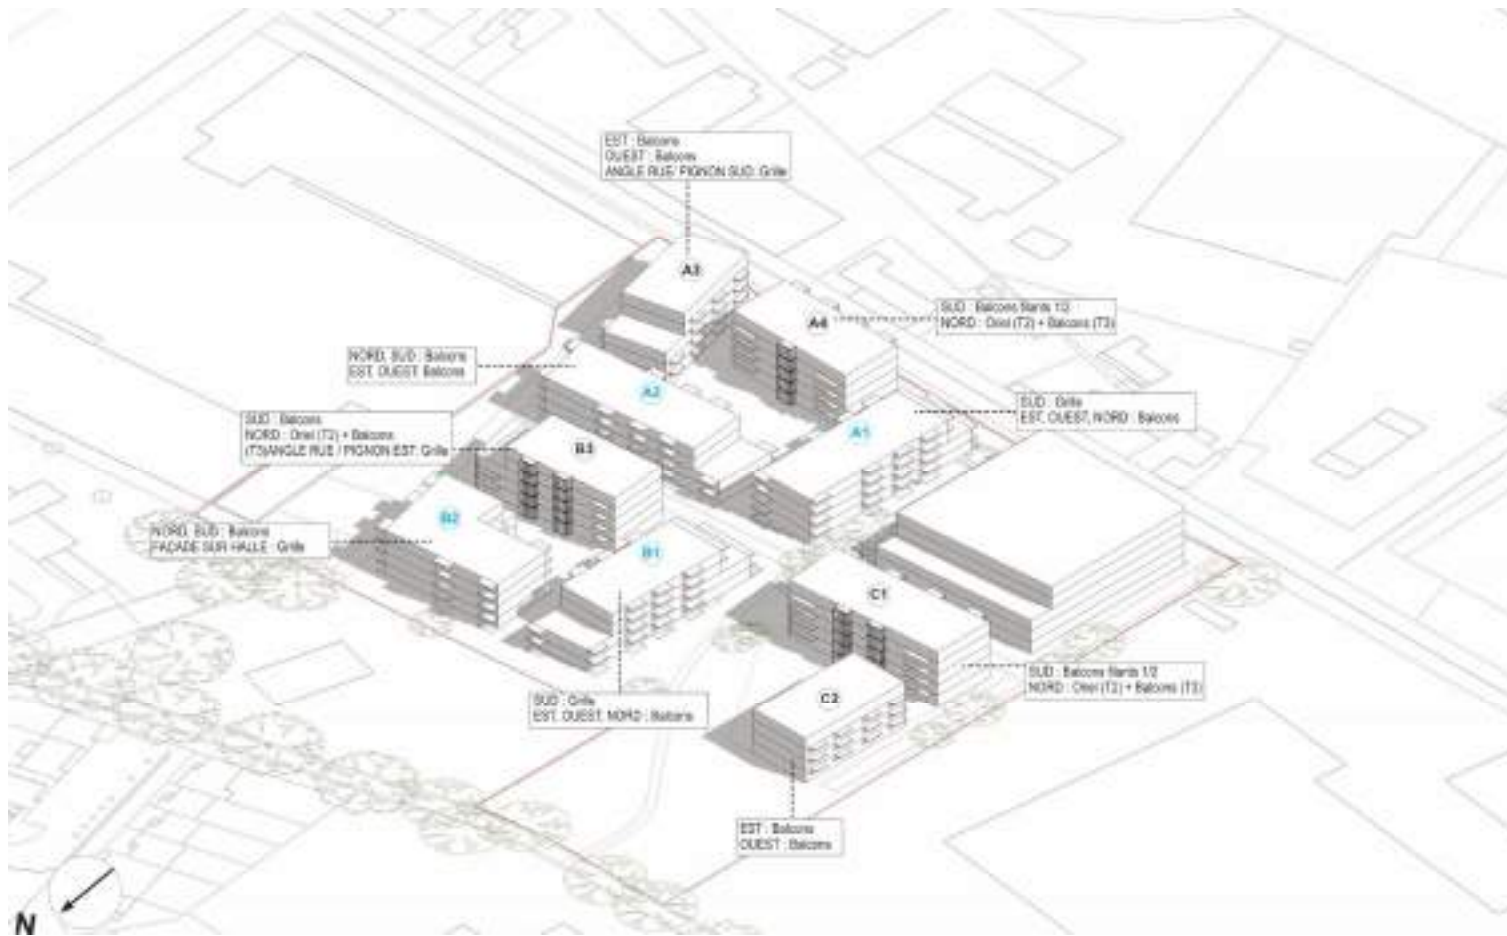 EST : Balcons
OUEST : Balcons
ANGLE RUE/ PIGNON SUD: Grille
A3
A4
SUD : Balcons filants 1/2
NORD : Oriel (T2) + Balcons (T3)
NORD, SUD : Balcons
EST, OUEST: Balcons
A2
SUD : Grille
EST, OUEST, NORD : Balcons
A1
SUD : Balcons
NORD : Oriel (T2) + Balcons
(T3)ANGLE RUE / PIGNON EST: Grille
B3
B2
NORD, SUD : Balcons
FAÇADE SUR HALLE : Grille
B1
C1
SUD : Balcons filants 1/2
NORD : Oriel (T2) + Balcons (T3)
C2
SUD : Grille
EST, OUEST, NORD : Balcons
EST : Balcons
OUEST : Balcons
N